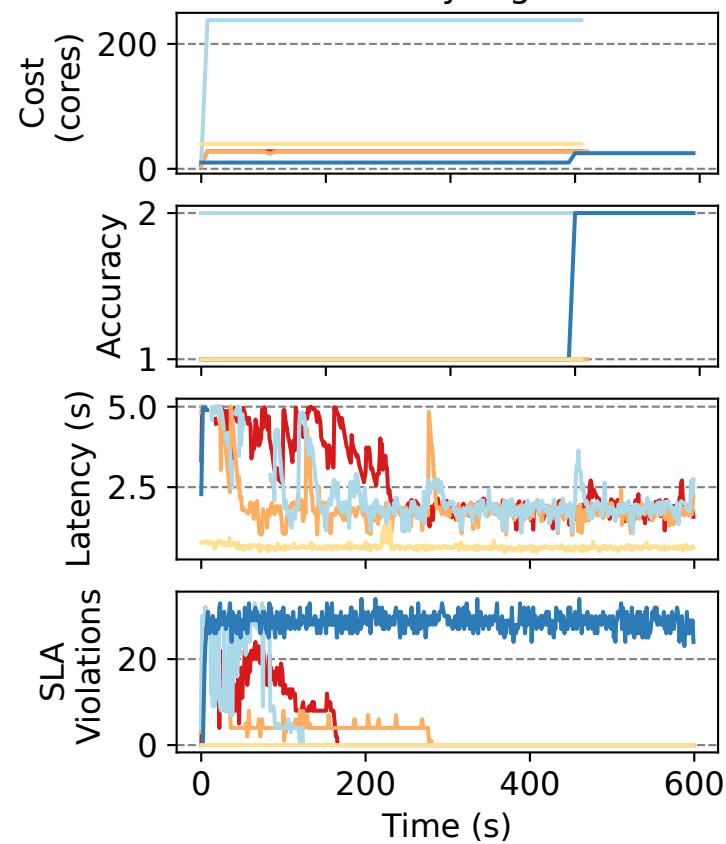 200
0
Cost
(cores)
2
1
Accuracy
5.0
2.5
Latency (s)
20
0
SLA
Violations
0
200
400
600
Time (s)